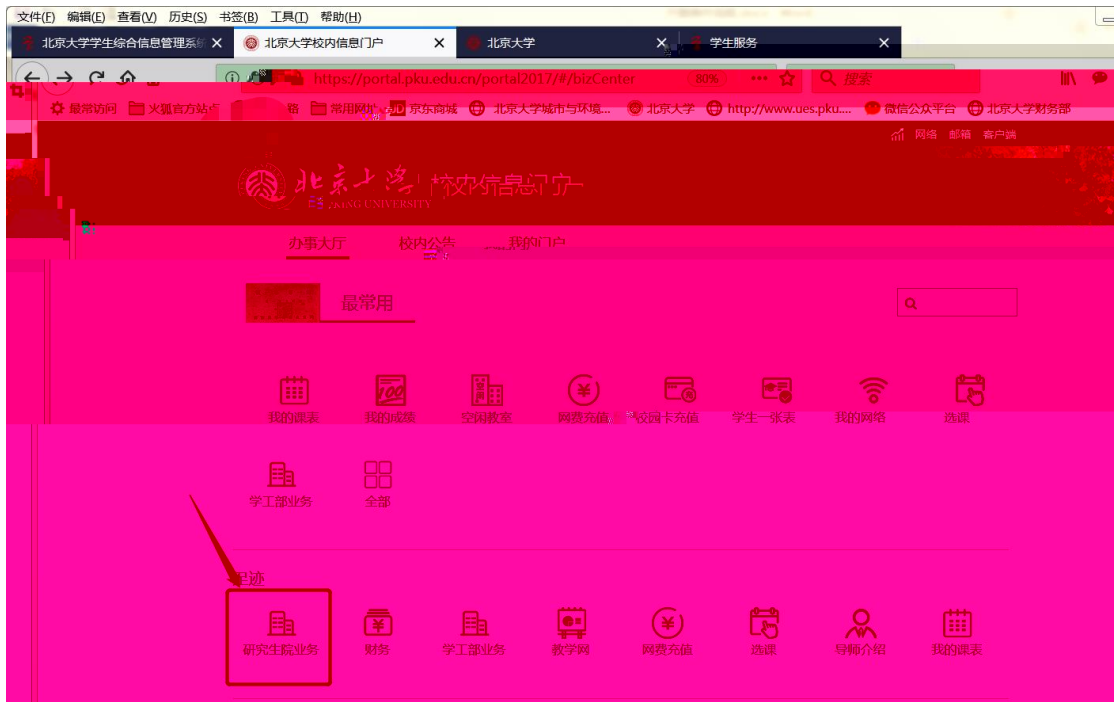 文件(F) 编辑(E) 查看(V) 历史(S) 书签(B) 工具(T) 帮助(H)
北京大学学生综合信息管理系统 北京大学校内信息门户 北京大学 学生服务
https://portal.pku.edu.cn/portal2017/#/bizCenter 80% 搜索
最常访问 火狐官方站点 常用网址 JD 京东商城 北京大学城市与环境... 北京大学 http://www.ues.pku.... 微信公众平台 北京大学财务部
网络 邮箱 客户端
北京大学 校内信息门户
PEKING UNIVERSITY
办事大厅 校内公告 我的门户
最常用
我的课表 我的成绩 空闲教室 网费充值 校园卡充值 学生一张表 我的网络 选课
学工部业务 全部
足迹
研究生院业务 财务 学工部业务 教学网 网费充值 选课 导师介绍 我的课表